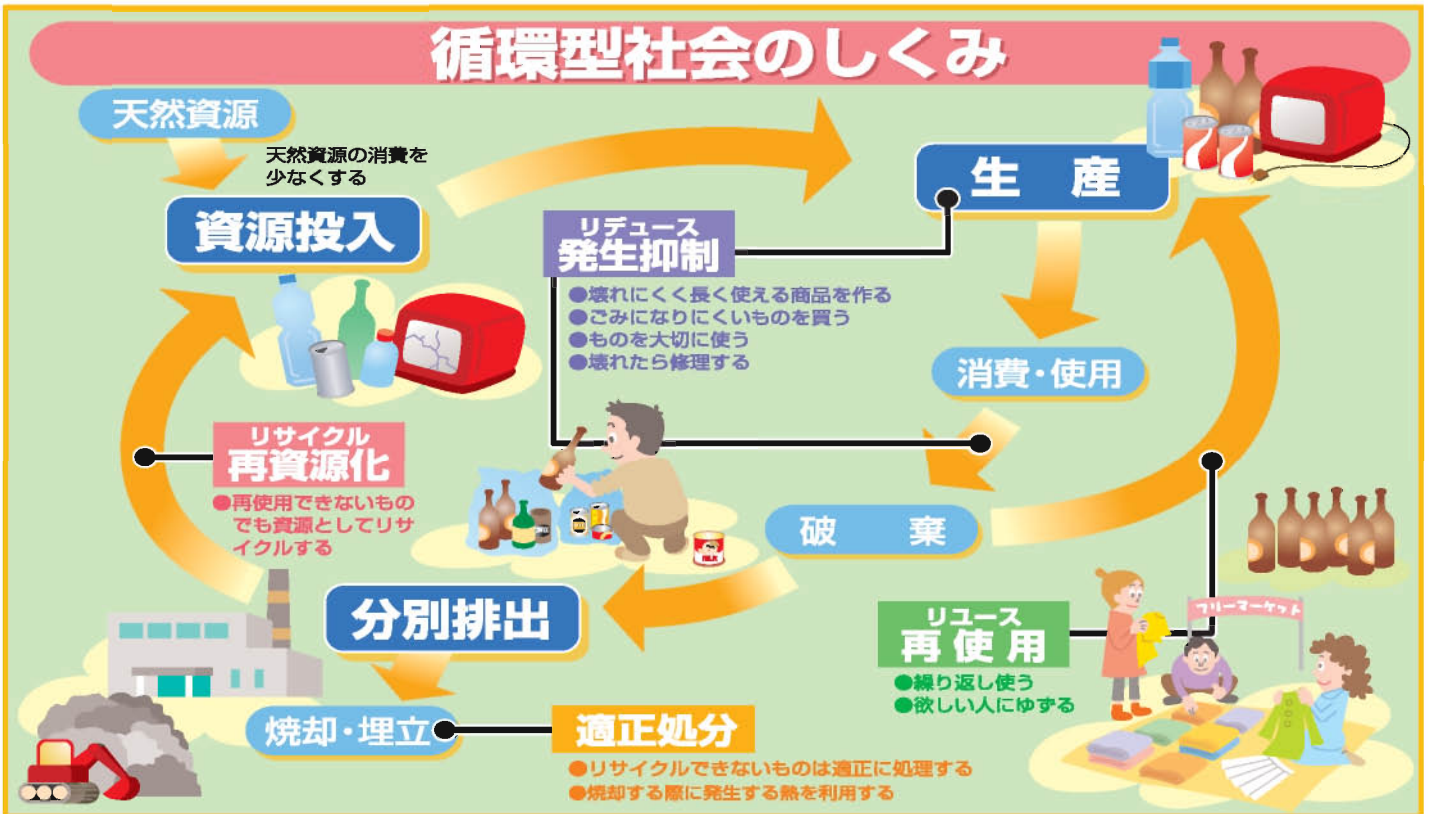 循環型社会のしくみ
天然資源
天然資源の消費を
少なくする
資源投入
生産
リデュース
発生抑制
●壊れにくく長く使える商品を作る
●ごみになりにくいものを買う
●ものを大切に使う
●壊れたら修理する
消費・使用
リサイクル
再資源化
●再使用できないもの
でも資源としてリサ
イクルする
破棄
MILK
分別排出
リユース
再使用
●繰り返し使う
●欲しい人にゆずる
フリーマーケット
焼却・埋立
適正処分
●リサイクルできないものは適正に処理する
●焼却する際に発生する熱を利用する